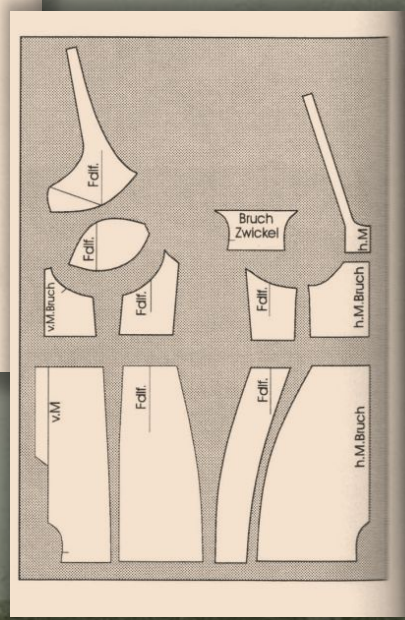 Fdlf.
Fdlf.
Bruch
Zwickel
h.M
v.M.Bruch
Fdlf.
Fdlf.
h.M.Bruch
v.M
Fdlf.
Fdlf.
h.M.Bruch